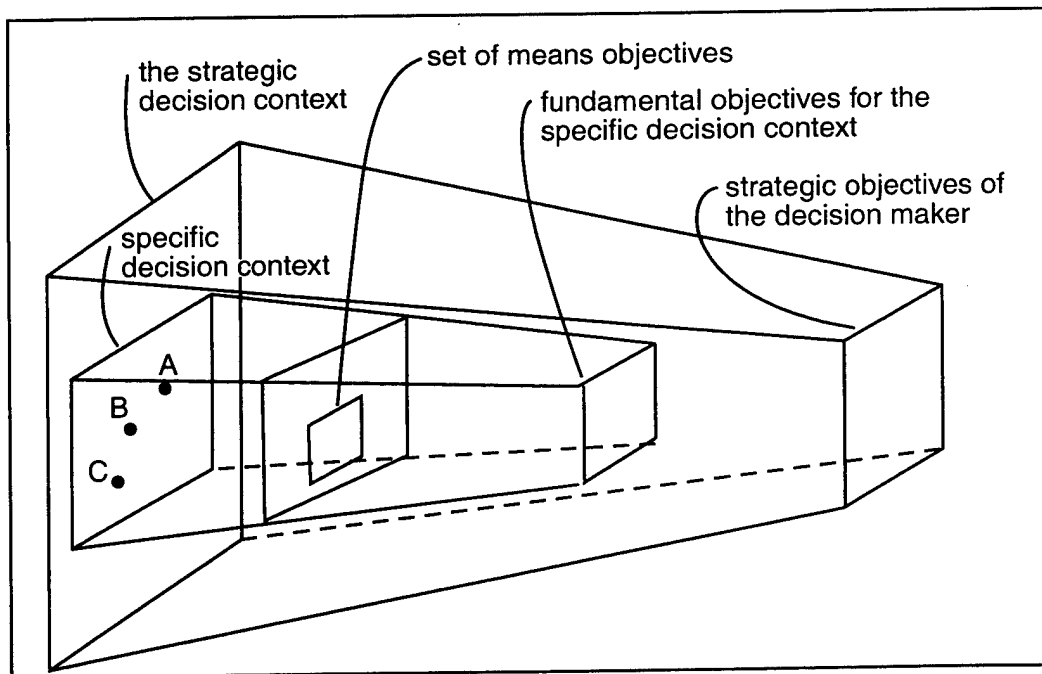 the strategic
decision context
set of means objectives
fundamental objectives for the
specific decision context
strategic objectives of
the decision maker
specific
decision context
A
B
C